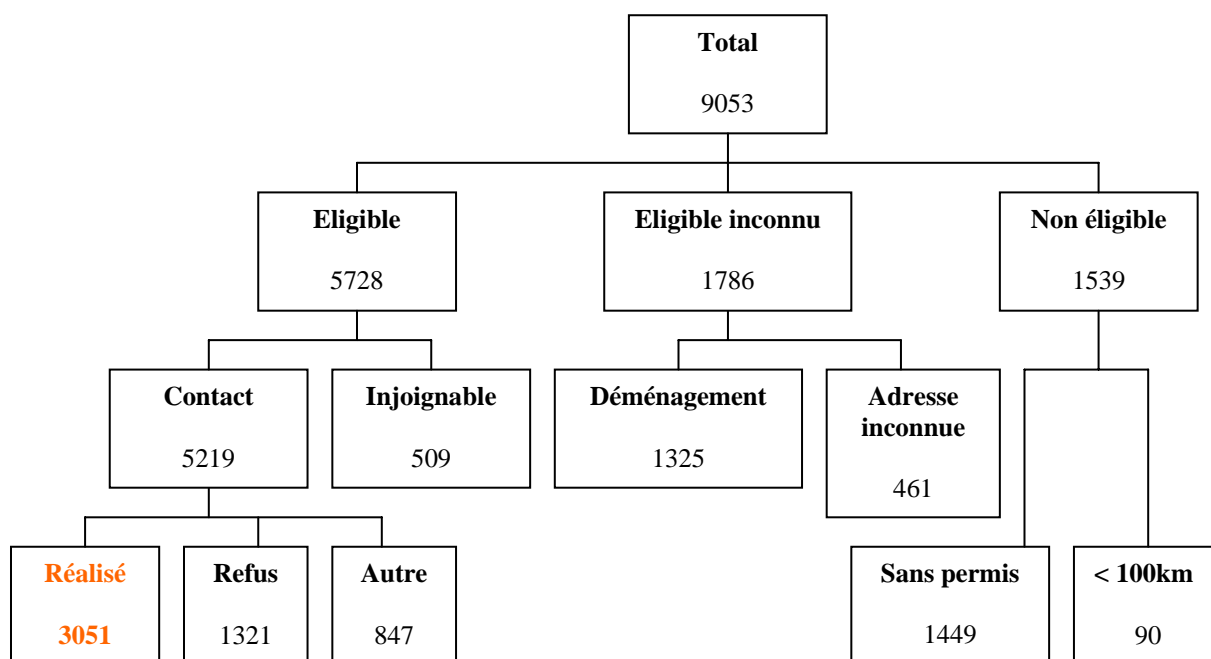 Total
9053
Eligible
5728
Eligible inconnu
1786
Non éligible
1539
Contact
5219
Injoignable
509
Déménagement
1325
Adresse
inconnue
461
Réalisé
3051
Refus
1321
Autre
847
Sans permis
1449
< 100km
90